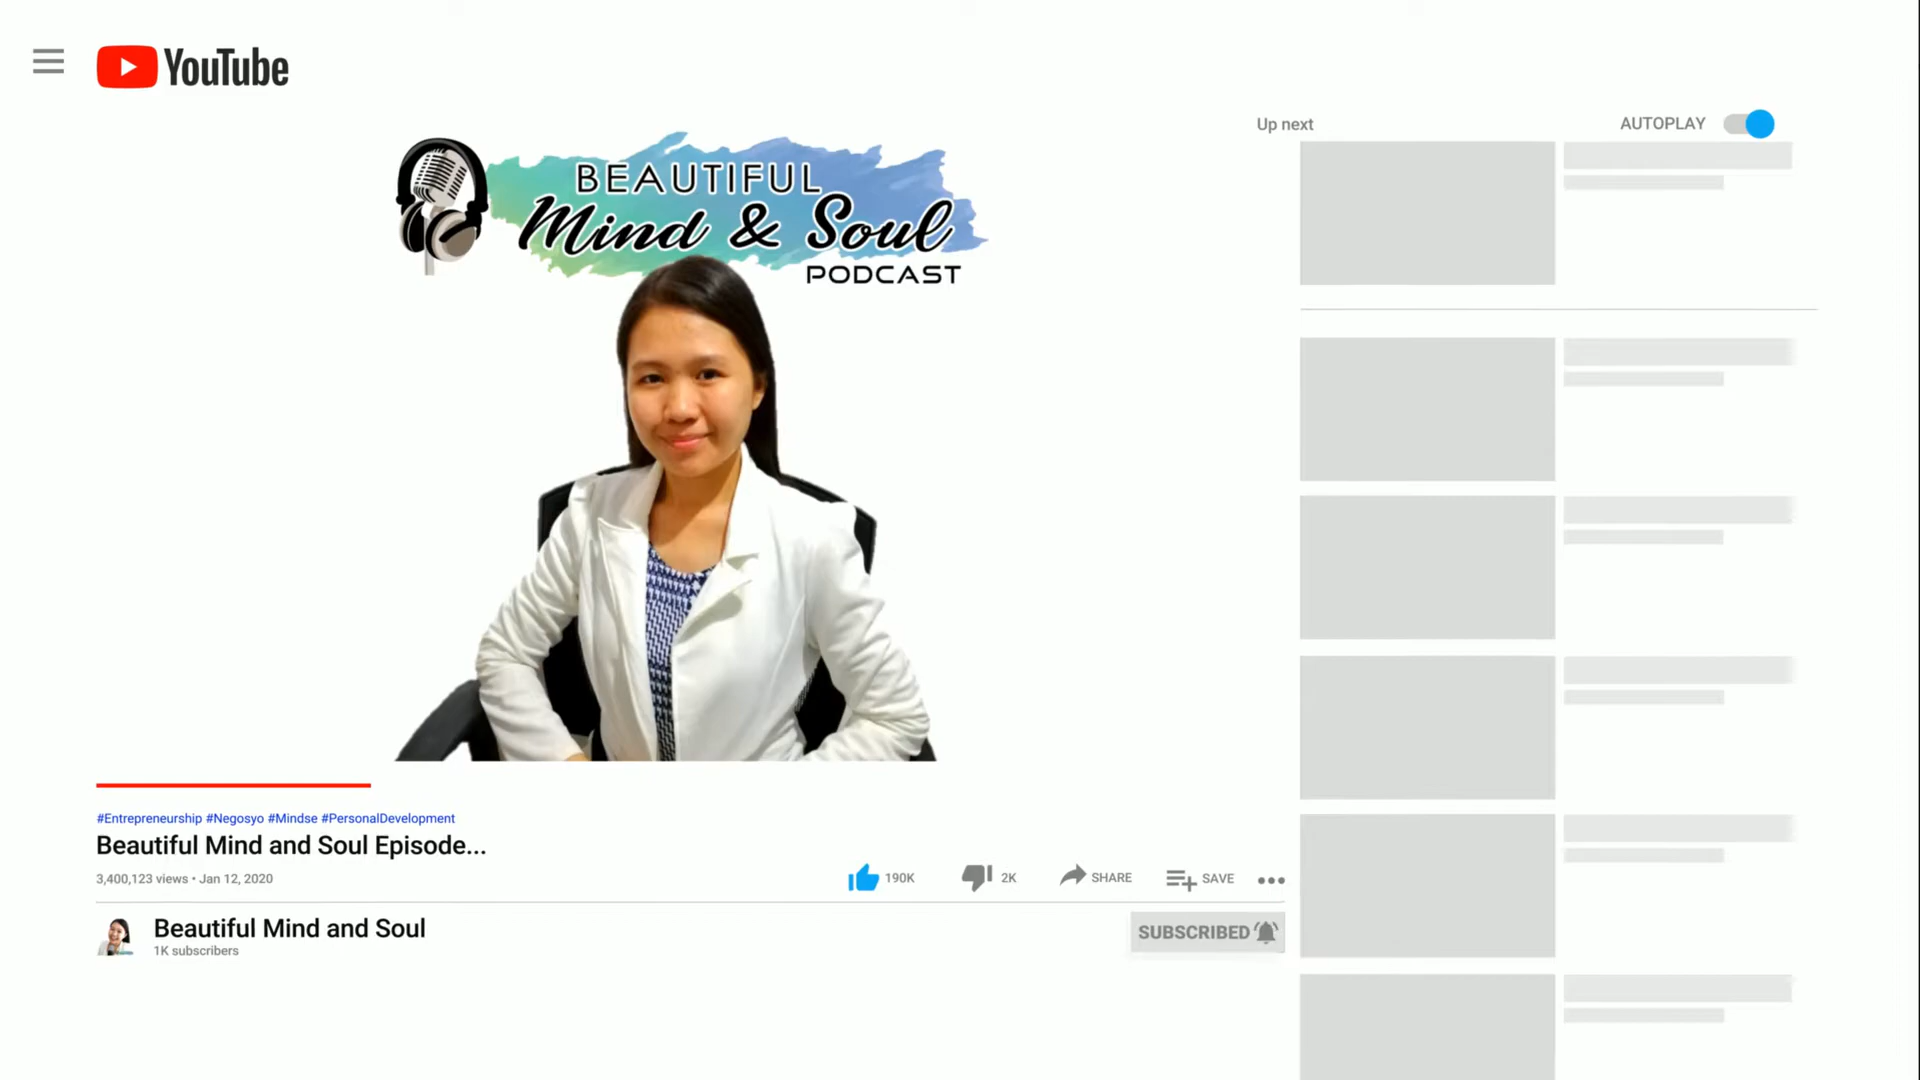 YouTube
Up next
AUTOPLAY
BEAUTIFUL
Mind & Soul
PODCAST
#Entrepreneurship #Negosyo #Mindse #PersonalDevelopment
Beautiful Mind and Soul Episode...
3,400,123 views • Jan 12, 2020
190K
2K
SHARE
SAVE
Beautiful Mind and Soul
1K subscribers
SUBSCRIBED